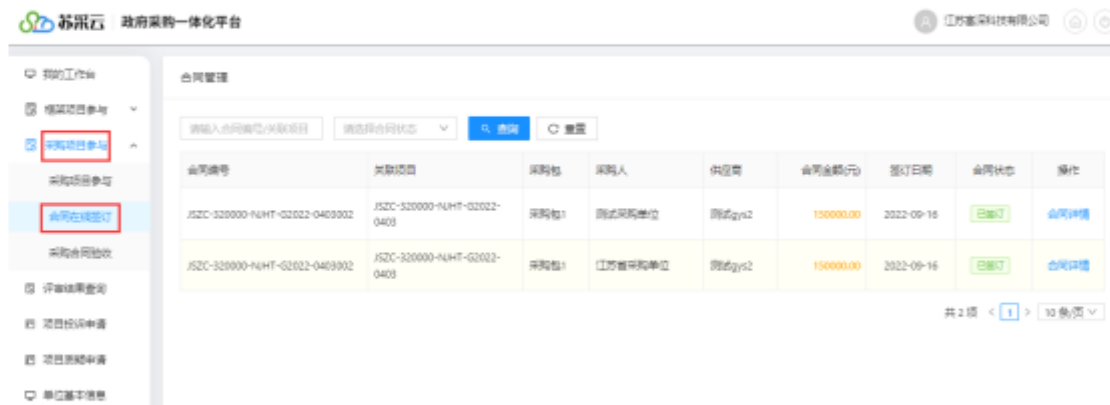 苏采云 政府采购一体化平台
江苏客深科技有限公司
我的工作台
合同管理
框架项目参与
请输入合同编号/关联项目 请选择合同状态 查询 重置
采购项目参与
合同编号 关联项目 采购包 采购人 供应商 合同金额(元) 签订日期 合同状态 操作
采购项目参与
合同在线签订
JSZC-320000-NJHT-G2022-0403002 JSZC-320000-NJHT-G2022-0403 采购包1 测试采购单位 测试gys2 150000.00 2022-09-16 已签订 合同详情
采购合同验收
JSZC-320000-NJHT-G2022-0403002 JSZC-320000-NJHT-G2022-0403 采购包1 江苏省采购单位 测试gys2 150000.00 2022-09-16 已签订 合同详情
评审结果查询
共 2 项 < 1 > 10 条/页
项目投诉申请
项目质疑申请
单位基本信息